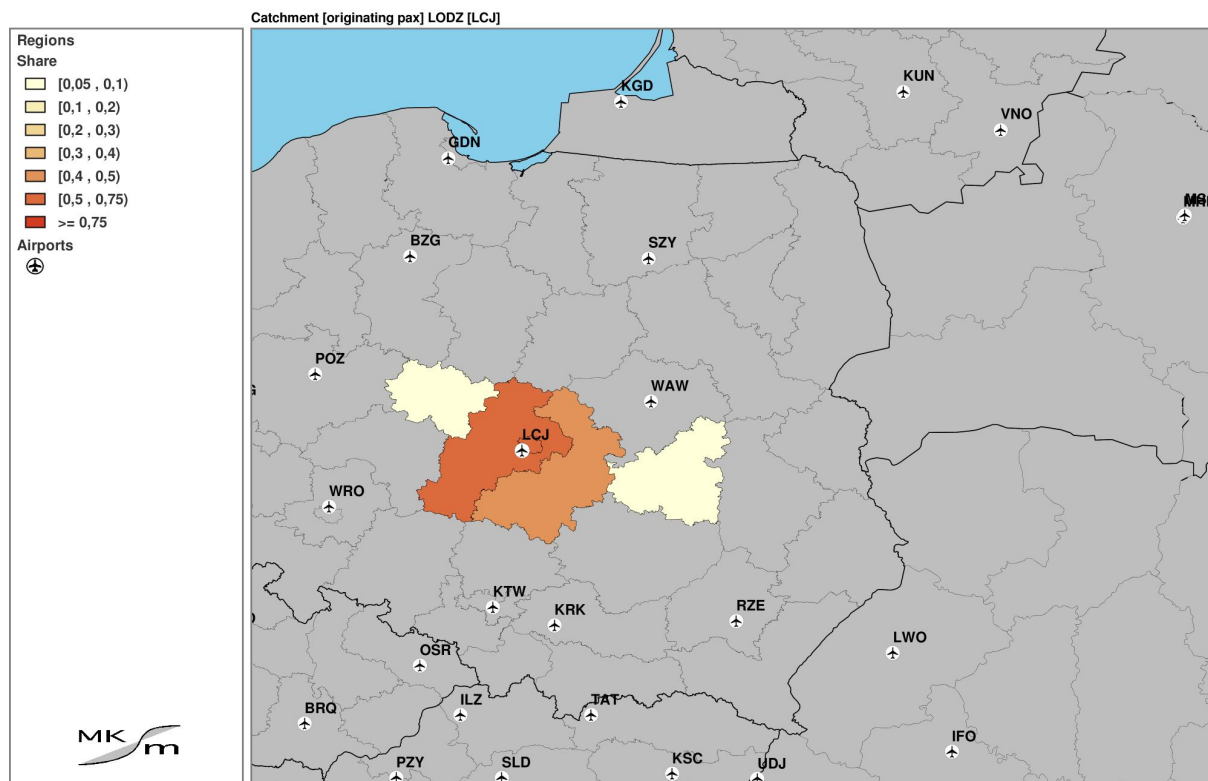 Catchment [originating pax] LODZ [LCJ]
Regions
Share
[0,05 , 0,1)
[0,1 , 0,2)
[0,2 , 0,3)
[0,3 , 0,4)
[0,4 , 0,5)
[0,5 , 0,75)
>= 0,75
Airports
KGD
KUN
VNO
GDN
BZG
SZY
POZ
WAW
LCJ
WRO
KTW
KRK
RZE
OSR
LWO
BRQ
ILZ
TAT
IFO
PZY
SLD
KSC
UDJ
MK
m